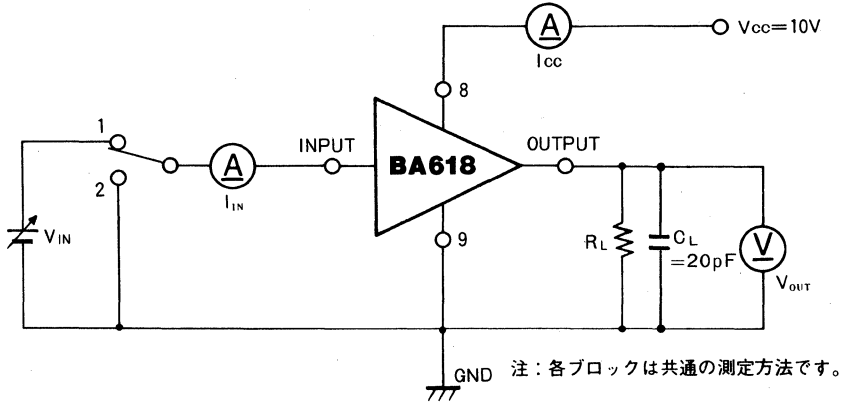 A
Vcc=10V
Icc
8
1
INPUT
OUTPUT
A
BA618
2
IIN
VIN
9
RL
CL
=20pF
V
VOUT
GND
注：各ブロックは共通の測定方法です。